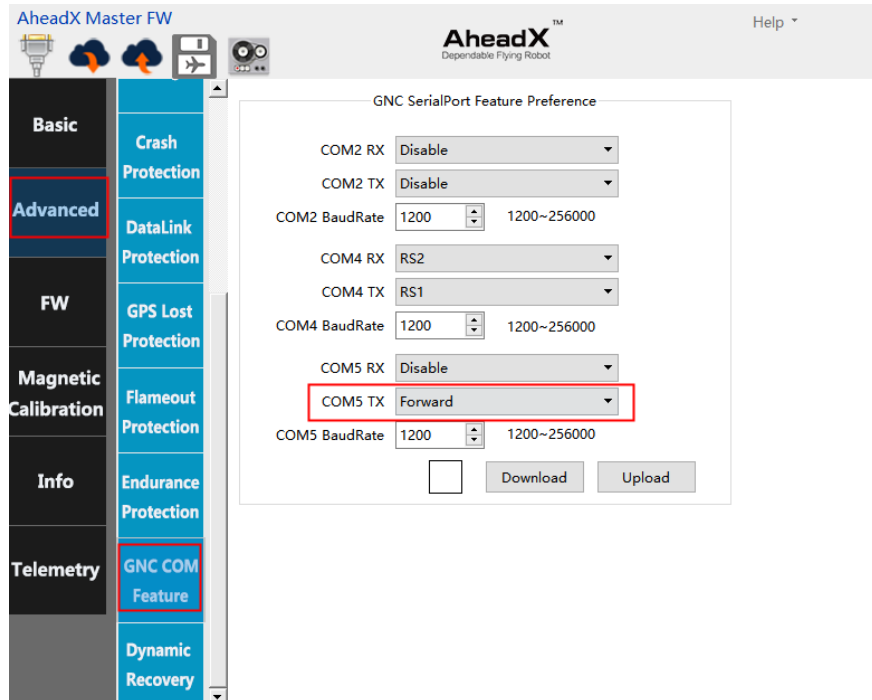 AheadX Master FW
AheadX™
Dependable Flying Robot
Help
Basic
Advanced
FW
Magnetic
Calibration
Info
Telemetry
Crash
Protection
DataLink
Protection
GPS Lost
Protection
Flameout
Protection
Endurance
Protection
GNC COM
Feature
Dynamic
Recovery
GNC SerialPort Feature Preference
COM2 RX Disable
COM2 TX Disable
COM2 BaudRate 1200 1200~256000
COM4 RX RS2
COM4 TX RS1
COM4 BaudRate 1200 1200~256000
COM5 RX Disable
COM5 TX Forward
COM5 BaudRate 1200 1200~256000
Download Upload